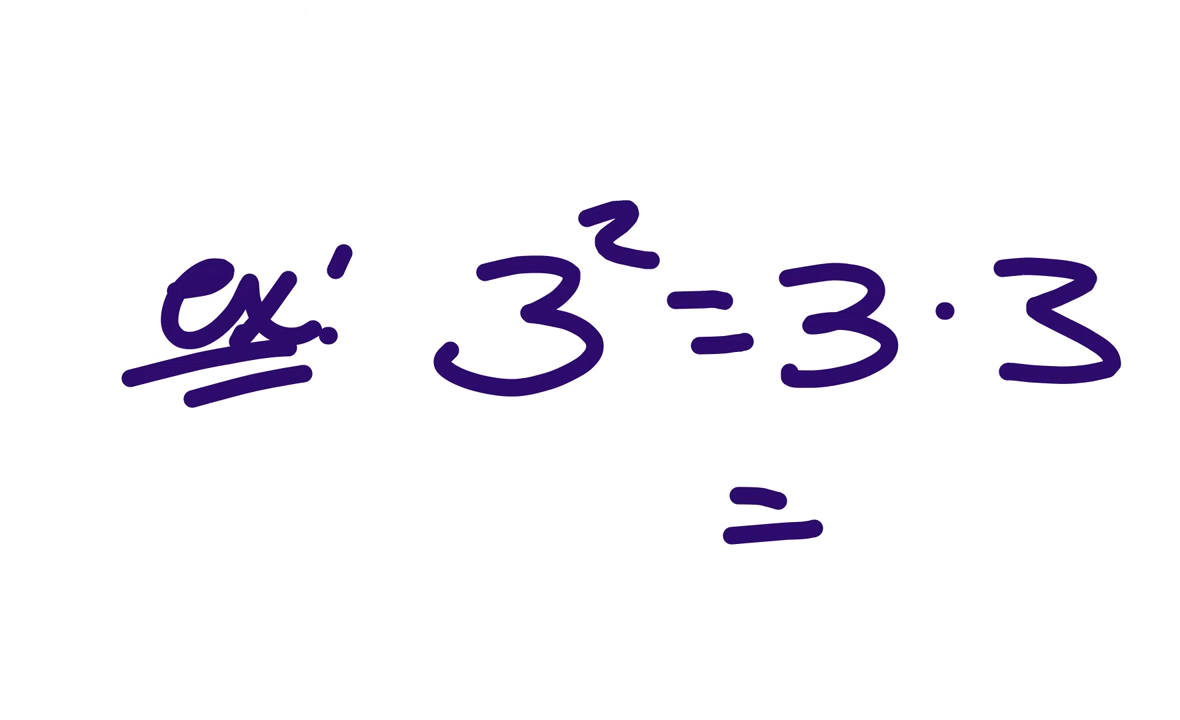 ex: 3² = 3 · 3
=